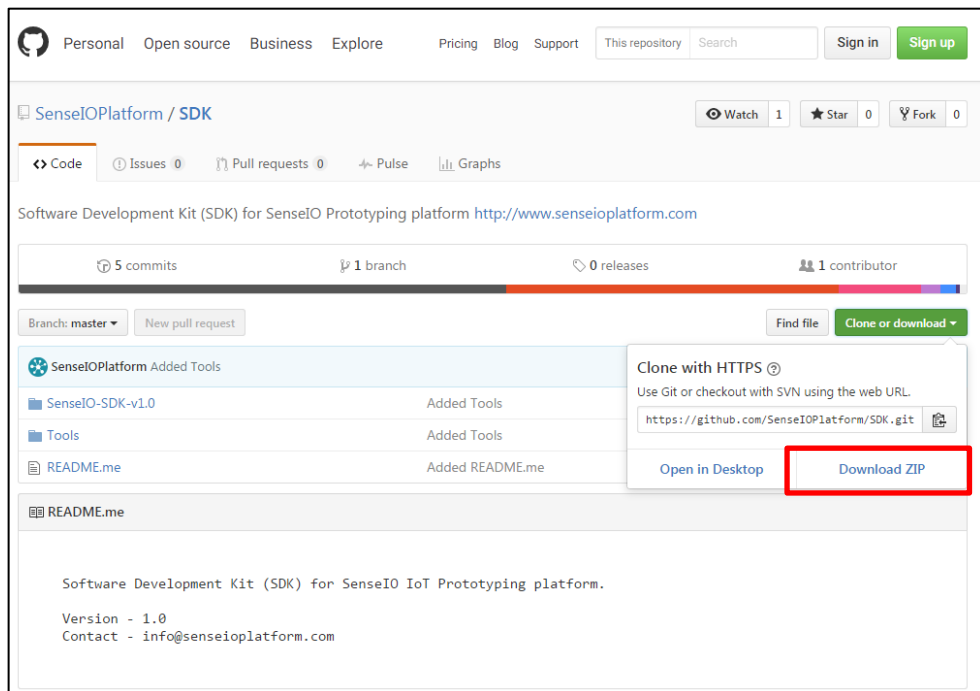 Personal Open source Business Explore Pricing Blog Support This repository Search Sign in Sign up
SenseIOPlatform / SDK Watch 1 Star 0 Fork 0
Code Issues 0 Pull requests 0 Pulse Graphs
Software Development Kit (SDK) for SenseIO Prototyping platform http://www.senseioplatform.com
5 commits 1 branch 0 releases 1 contributor
Branch: master New pull request Find file Clone or download
SenseIOPlatform Added Tools
SenseIO-SDK-v1.0 Added Tools
Tools Added Tools
README.me Added README.me
Clone with HTTPS
Use Git or checkout with SVN using the web URL.
https://github.com/SenseIOPlatform/SDK.git
Open in Desktop Download ZIP
README.me
Software Development Kit (SDK) for SenseIO IoT Prototyping platform.
Version - 1.0
Contact - info@senseioplatform.com